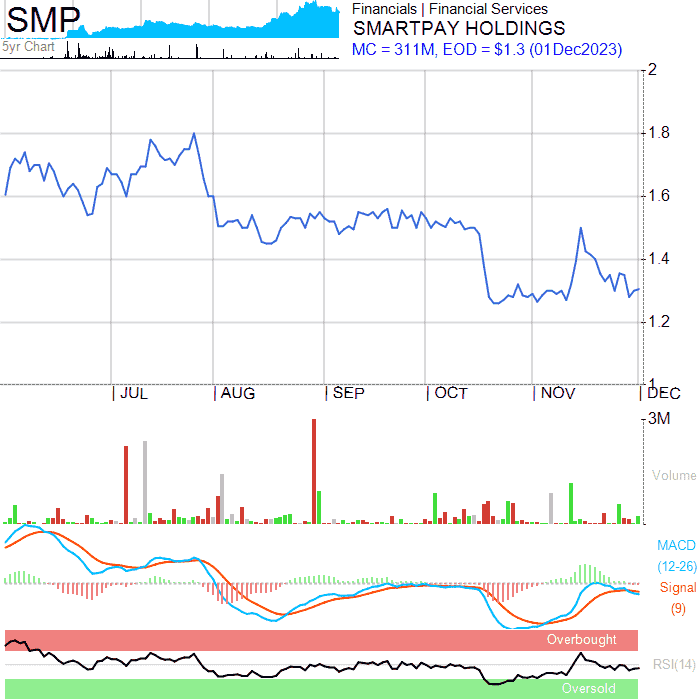 SMP
5yr Chart
Financials | Financial Services
SMARTPAY HOLDINGS
MC = 311M, EOD = $1.3 (01Dec2023)
2
1.8
1.6
1.4
1.2
1
JUL AUG SEP OCT NOV DEC
3M
Volume
MACD
(12-26)
Signal
(9)
Overbought
RSI(14)
Oversold